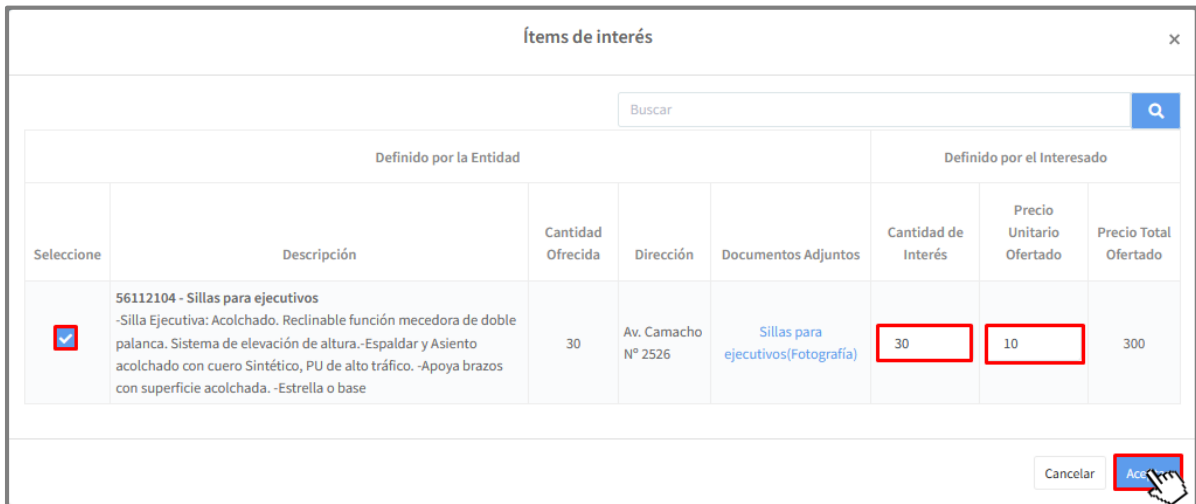 Ítems de interés
×
Buscar
Definido por la Entidad
Definido por el Interesado
Seleccione
Descripción
Cantidad
Ofrecida
Dirección
Documentos Adjuntos
Cantidad de
Interés
Precio
Unitario
Ofertado
Precio Total
Ofertado
56112104 - Sillas para ejecutivos
-Silla Ejecutiva: Acolchado. Reclinable función mecedora de doble
palanca. Sistema de elevación de altura.-Espaldar y Asiento
acolchado con cuero Sintético, PU de alto tráfico. -Apoya brazos
con superficie acolchada. -Estrella o base
30
Av. Camacho
Nº 2526
Sillas para
ejecutivos(Fotografía)
30
10
300
Cancelar